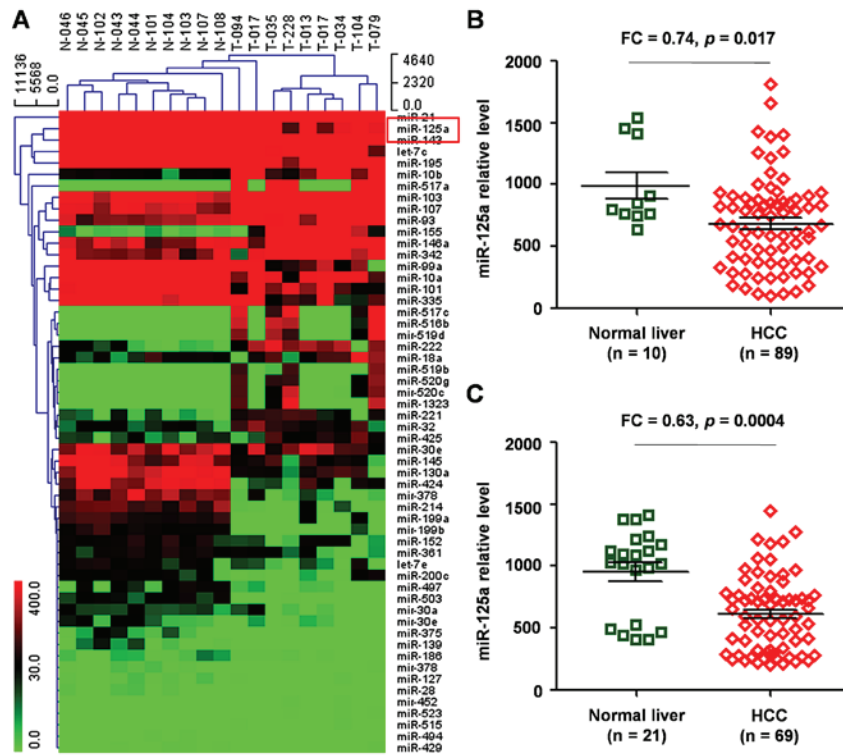 A
N-046
N-045
N-102
N-043
N-044
N-101
N-104
N-103
N-107
N-108
T-094
T-017
T-035
T-228
T-013
T-017
T-034
T-104
T-079
11136
5568
0.0
4640
2320
0.0
miR-21
miR-125a
miR-143
let-7c
miR-195
miR-10b
miR-517a
miR-103
miR-107
miR-93
miR-155
miR-146a
miR-342
miR-99a
miR-10a
miR-101
miR-335
miR-517c
miR-516b
mir-519d
miR-222
miR-18a
miR-519b
miR-520g
mir-520c
miR-1323
miR-221
miR-32
miR-425
miR-30e
miR-145
miR-130a
miR-424
mir-378
miR-214
miR-199a
mir-199b
miR-152
miR-361
let-7e
miR-200c
miR-497
miR-503
mir-30a
mir-30e
miR-375
miR-139
miR-186
mir-378
miR-127
miR-28
mir-452
miR-523
miR-515
miR-494
miR-429
400.0
30.0
0.0
B
FC = 0.74, p = 0.017
miR-125a relative level
2000
1500
1000
500
0
Normal liver
(n = 10)
HCC
(n = 89)
C
FC = 0.63, p = 0.0004
miR-125a relative level
2000
1500
1000
500
0
Normal liver
(n = 21)
HCC
(n = 69)